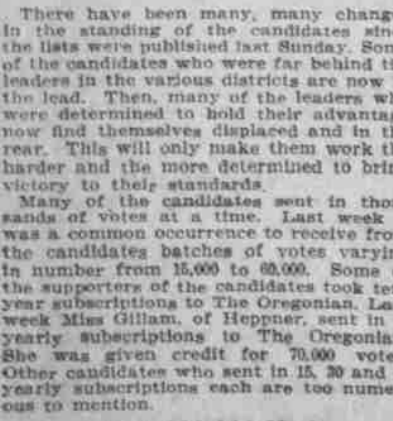 There have been many, many chang
in the standing of the candidates sin
the lists were published last Sunday. Som
of the candidates who were far behind t
leaders in the various districts are now
the lead. Then, many of the leaders wh
were determined to hold their advantag
now find themselves displaced and in th
rear. This will only make them work th
harder and the more determined to brin
victory to their standards.
Many of the candidates sent in thou
sands of votes at a time. Last week
was a common occurrence to receive fro
the candidates batches of votes varyin
in number from 15,000 to 60,000. Some
the supporters of the candidates took te
year subscriptions to The Oregonian. La
week Miss Gillam, of Heppner, sent in
yearly subscriptions to The Oregonia
She was given credit for 70,000 vote
Other candidates who sent in 15, 20 and
yearly subscriptions each are too nume
ous to mention.